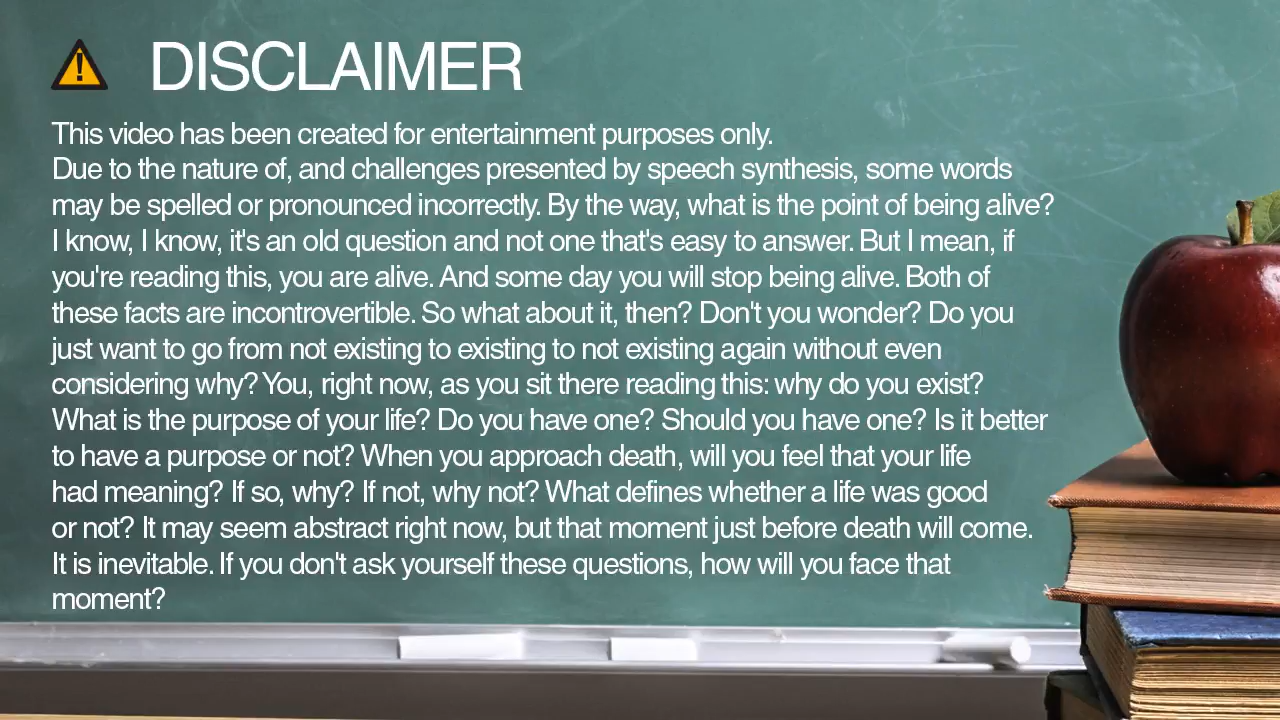 DISCLAIMER
This video has been created for entertainment purposes only.
Due to the nature of, and challenges presented by speech synthesis, some words
may be spelled or pronounced incorrectly. By the way, what is the point of being alive?
I know, I know, it's an old question and not one that's easy to answer. But I mean, if
you're reading this, you are alive. And some day you will stop being alive. Both of
these facts are incontrovertible. So what about it, then? Don't you wonder? Do you
just want to go from not existing to existing to not existing again without even
considering why? You, right now, as you sit there reading this: why do you exist?
What is the purpose of your life? Do you have one? Should you have one? Is it better
to have a purpose or not? When you approach death, will you feel that your life
had meaning? If so, why? If not, why not? What defines whether a life was good
or not? It may seem abstract right now, but that moment just before death will come.
It is inevitable. If you don't ask yourself these questions, how will you face that
moment?